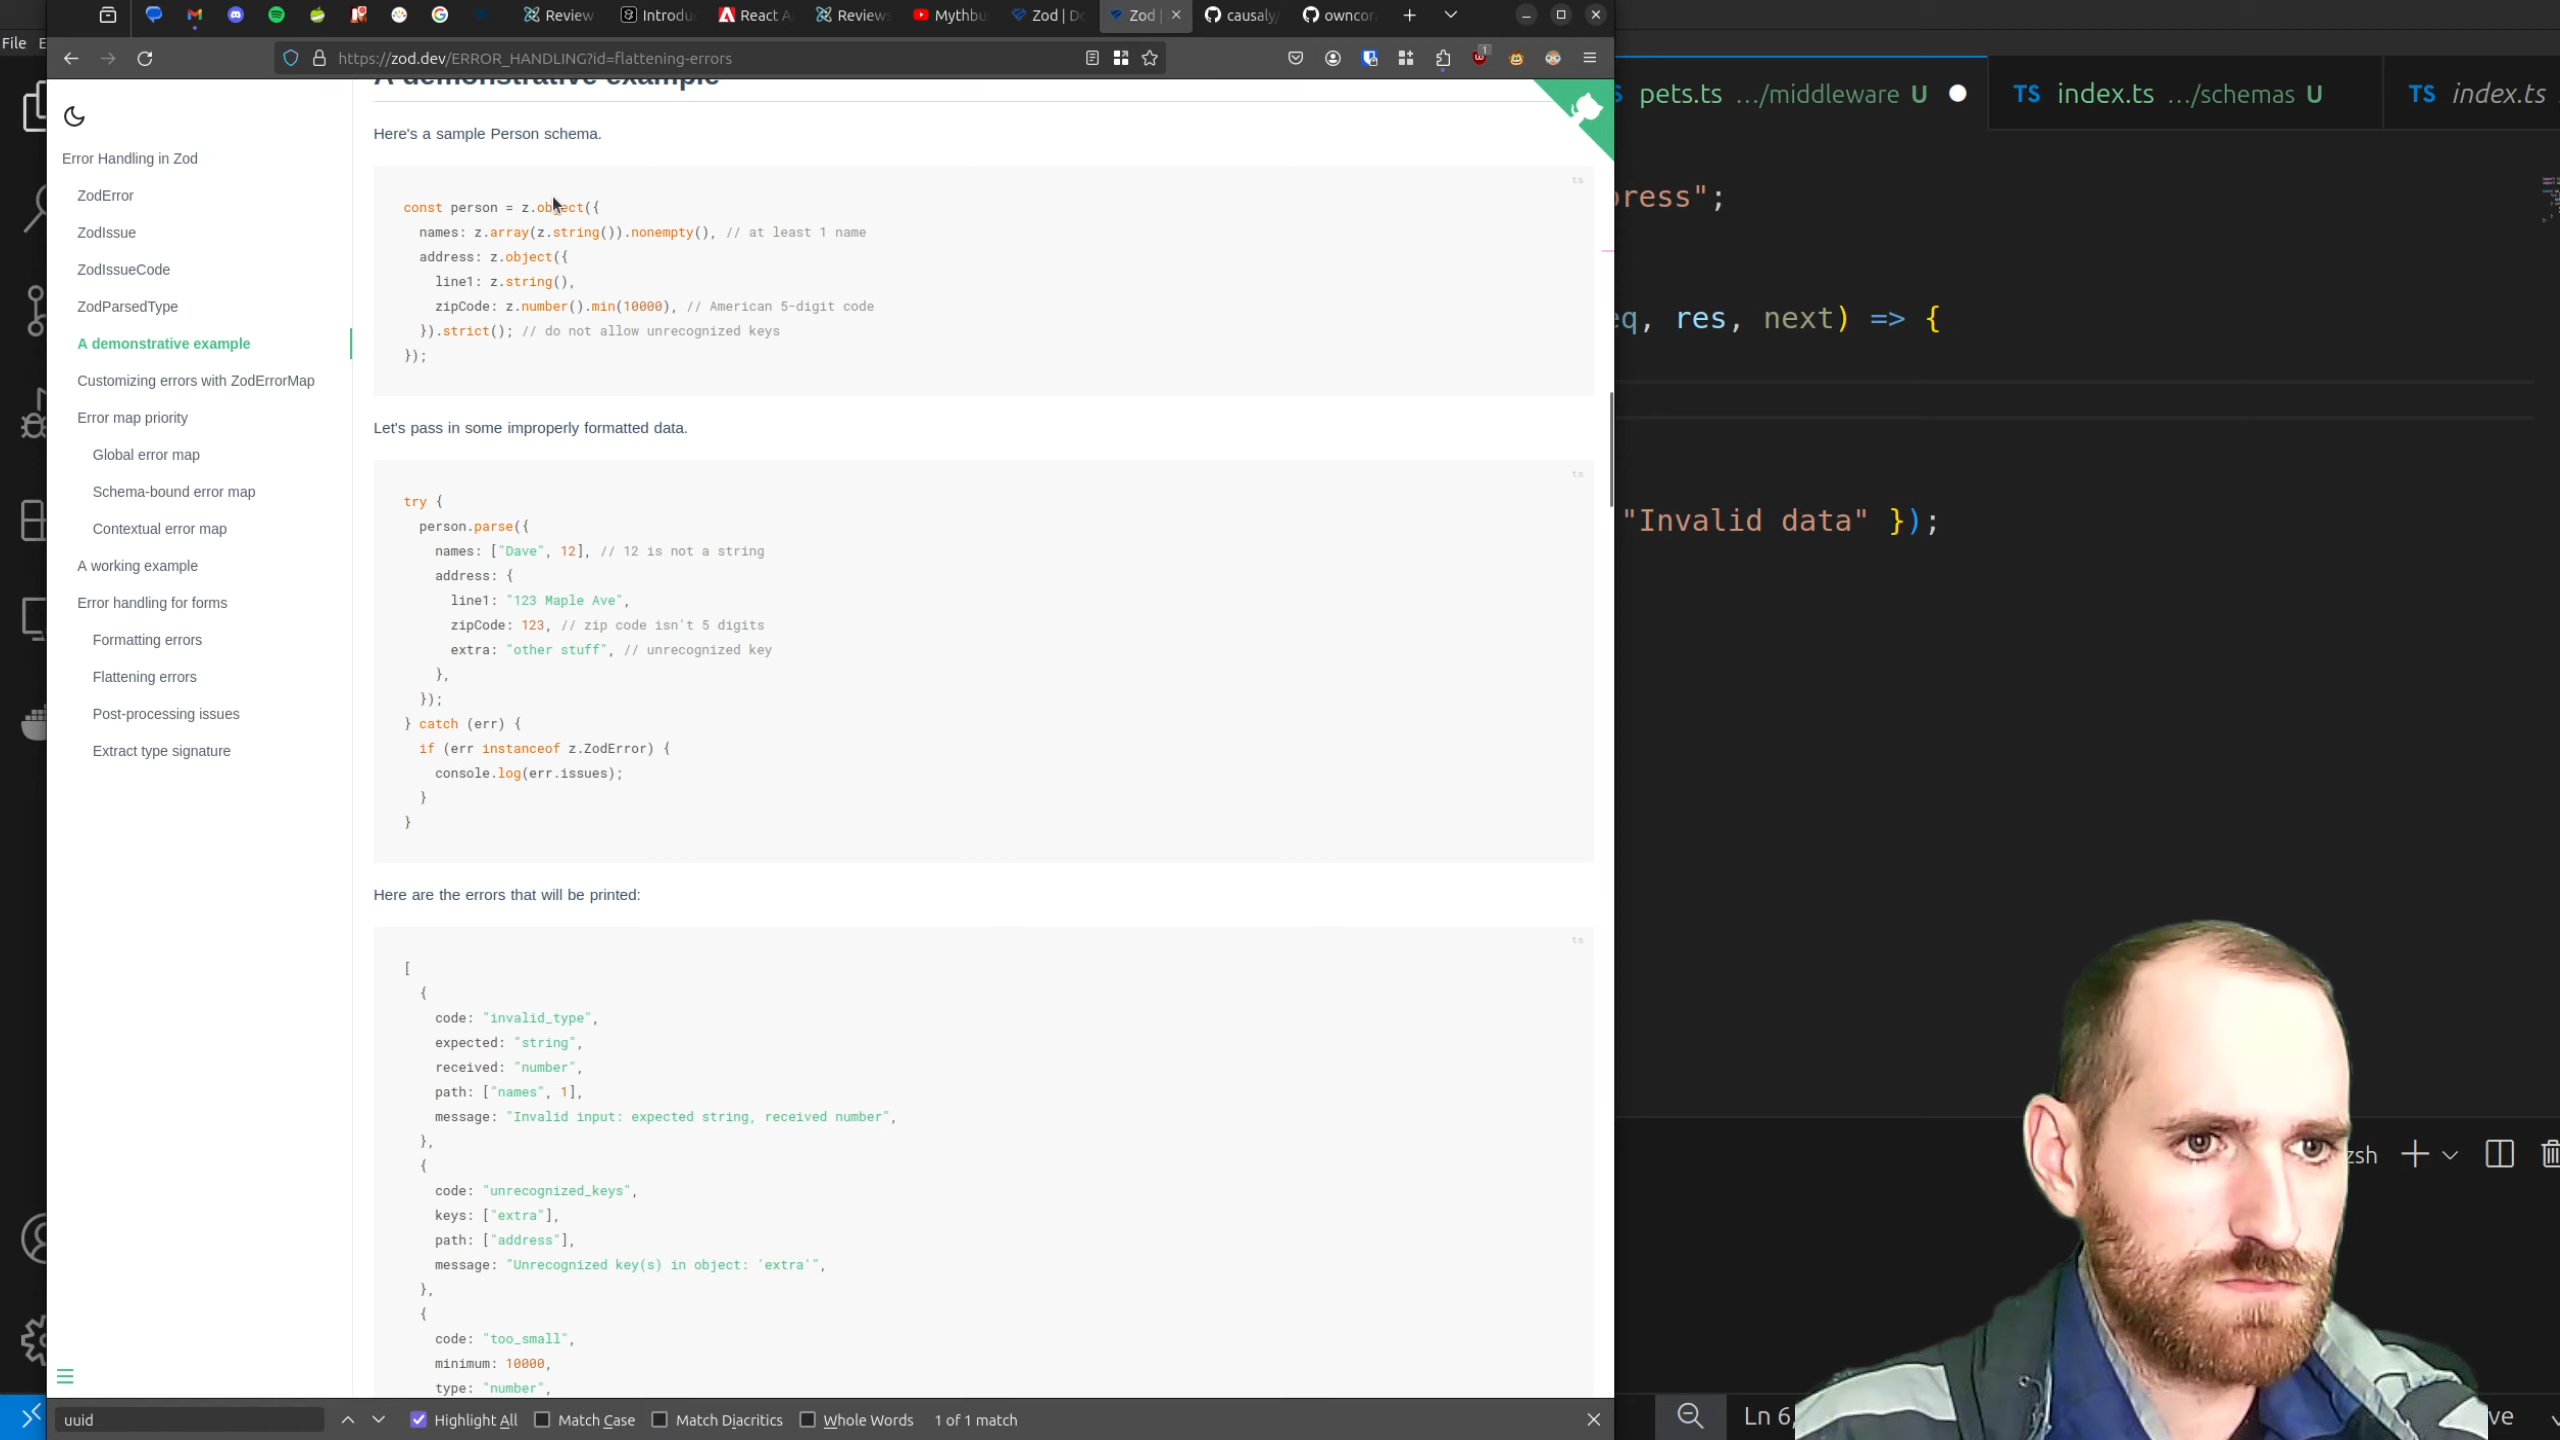 File E
Review
Introdu
React A
Reviews
Mythbu
Zod | Do
Zod |
causaly
owncor
https://zod.dev/ERROR_HANDLING?id=flattening-errors
1
A demonstrative example
Error Handling in Zod
ZodError
ZodIssue
ZodIssueCode
ZodParsedType
A demonstrative example
Customizing errors with ZodErrorMap
Error map priority
Global error map
Schema-bound error map
Contextual error map
A working example
Error handling for forms
Formatting errors
Flattening errors
Post-processing issues
Extract type signature
Here's a sample Person schema.
ts
const person = z.object({
names: z.array(z.string()).nonempty(), // at least 1 name
address: z.object({
line1: z.string(),
zipCode: z.number().min(10000), // American 5-digit code
}).strict(); // do not allow unrecognized keys
});
Let's pass in some improperly formatted data.
ts
try {
person.parse({
names: ["Dave", 12], // 12 is not a string
address: {
line1: "123 Maple Ave",
zipCode: 123, // zip code isn't 5 digits
extra: "other stuff", // unrecognized key
},
});
} catch (err) {
if (err instanceof z.ZodError) {
console.log(err.issues);
}
}
Here are the errors that will be printed:
ts
[
{
code: "invalid_type",
expected: "string",
received: "number",
path: ["names", 1],
message: "Invalid input: expected string, received number",
},
{
code: "unrecognized_keys",
keys: ["extra"],
path: ["address"],
message: "Unrecognized key(s) in object: 'extra'",
},
{
code: "too_small",
minimum: 10000,
type: "number",
uuid
Highlight All
Match Case
Match Diacritics
Whole Words
1 of 1 match
pets.ts .../middleware U
TS index.ts .../schemas U
TS index.ts
press";
eq, res, next) => {
"Invalid data" });
zsh
Ln 6,
ve